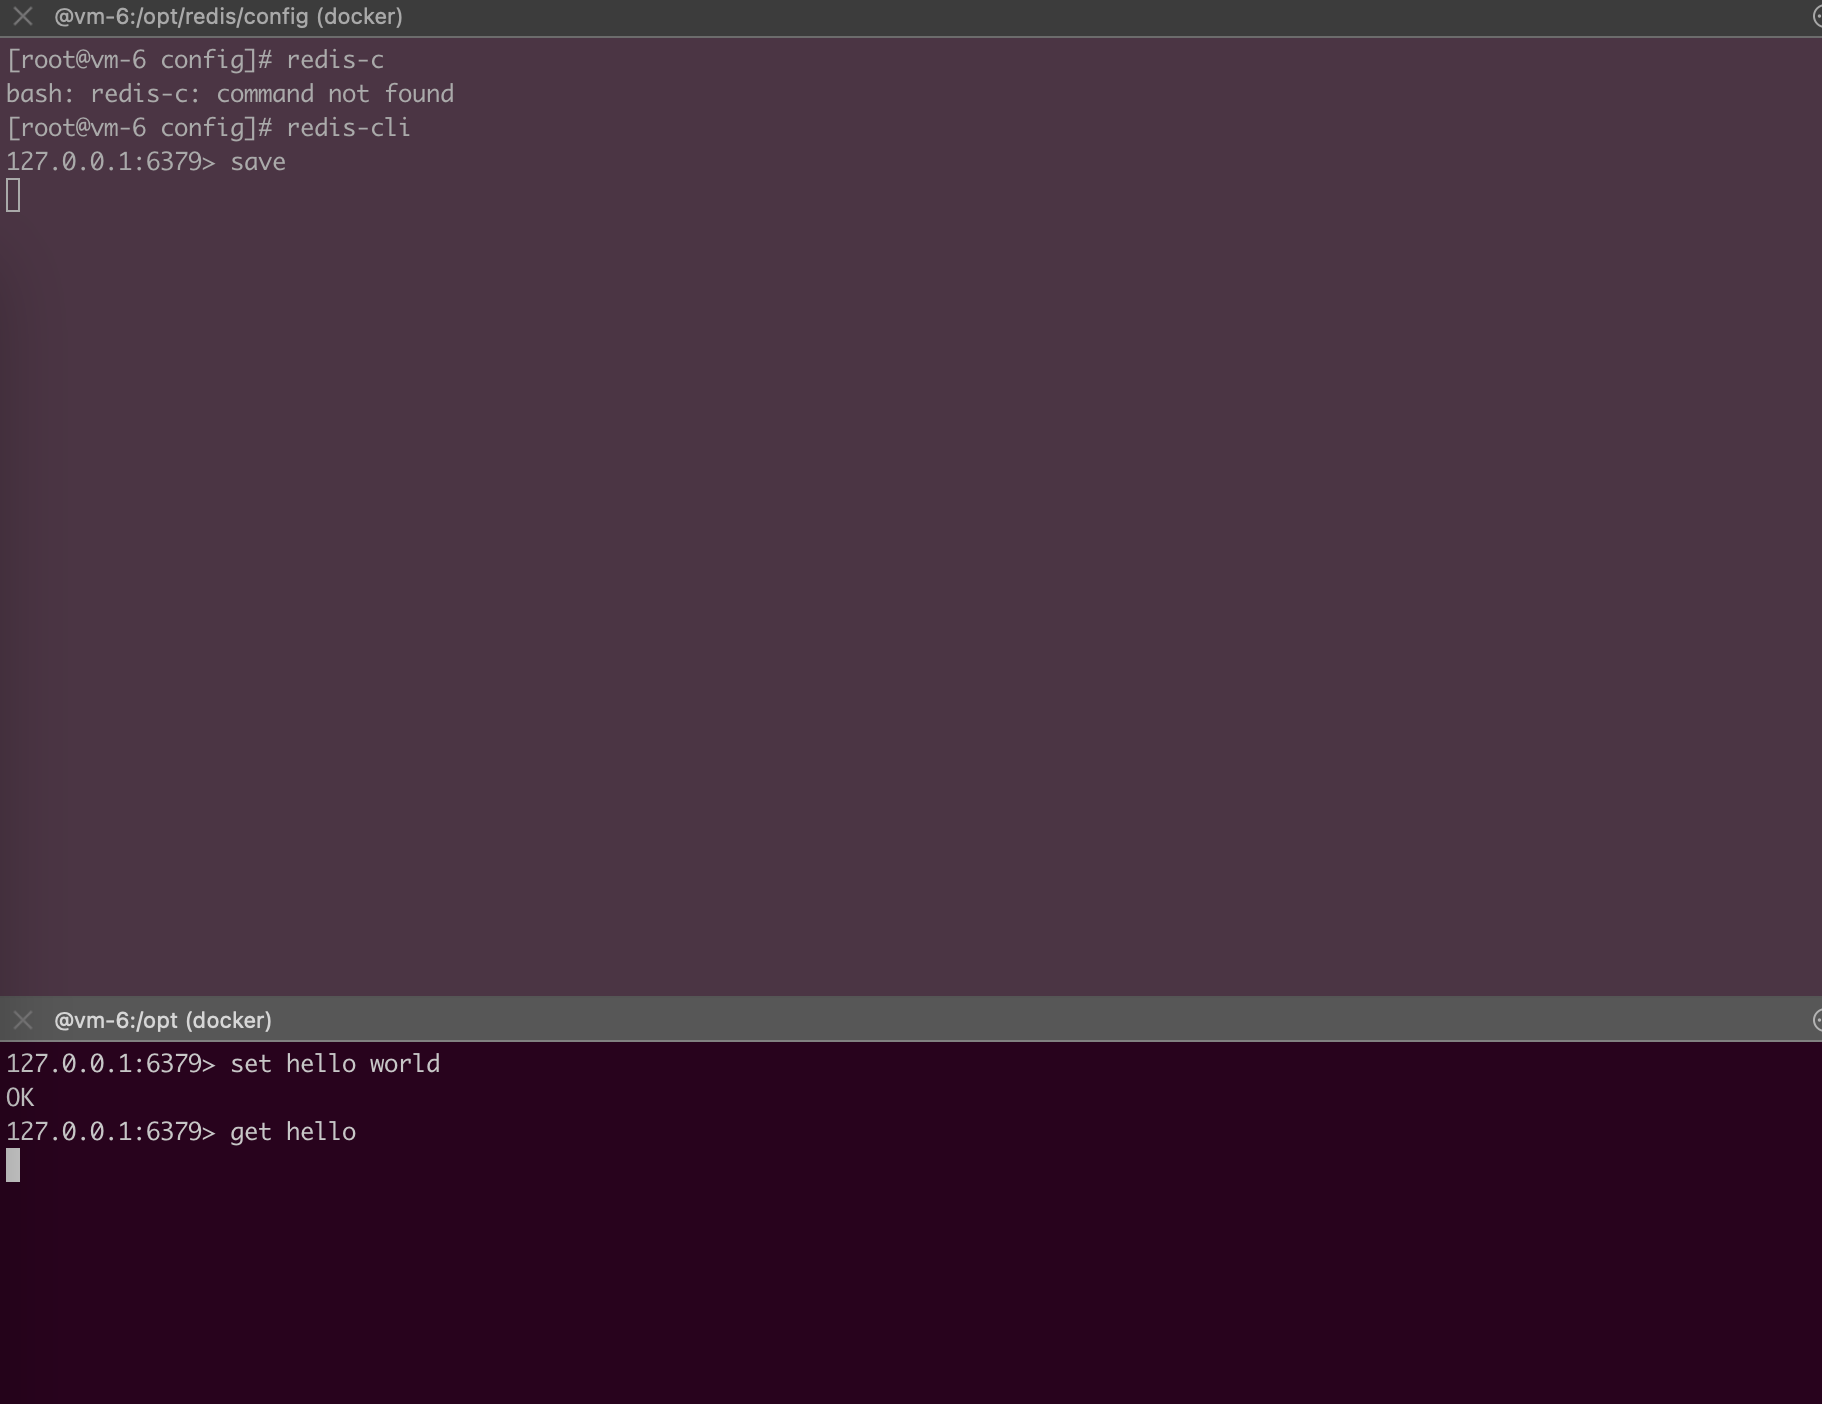 @vm-6:/opt/redis/config (docker)
[root@vm-6 config]# redis-c
bash: redis-c: command not found
[root@vm-6 config]# redis-cli
127.0.0.1:6379> save
@vm-6:/opt (docker)
127.0.0.1:6379> set hello world
OK
127.0.0.1:6379> get hello